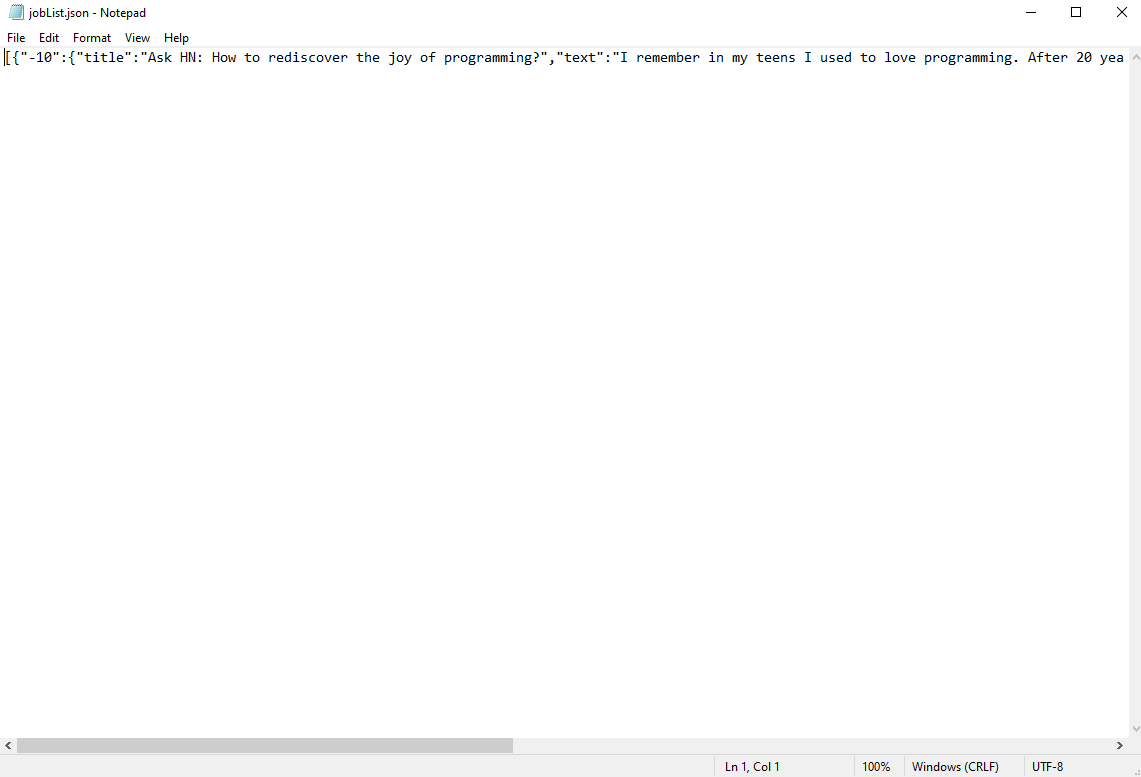 jobList.json - Notepad
File Edit Format View Help
[{"-10":{"title":"Ask HN: How to rediscover the joy of programming?","text":"I remember in my teens I used to love programming. After 20 yea
Ln 1, Col 1 100% Windows (CRLF) UTF-8